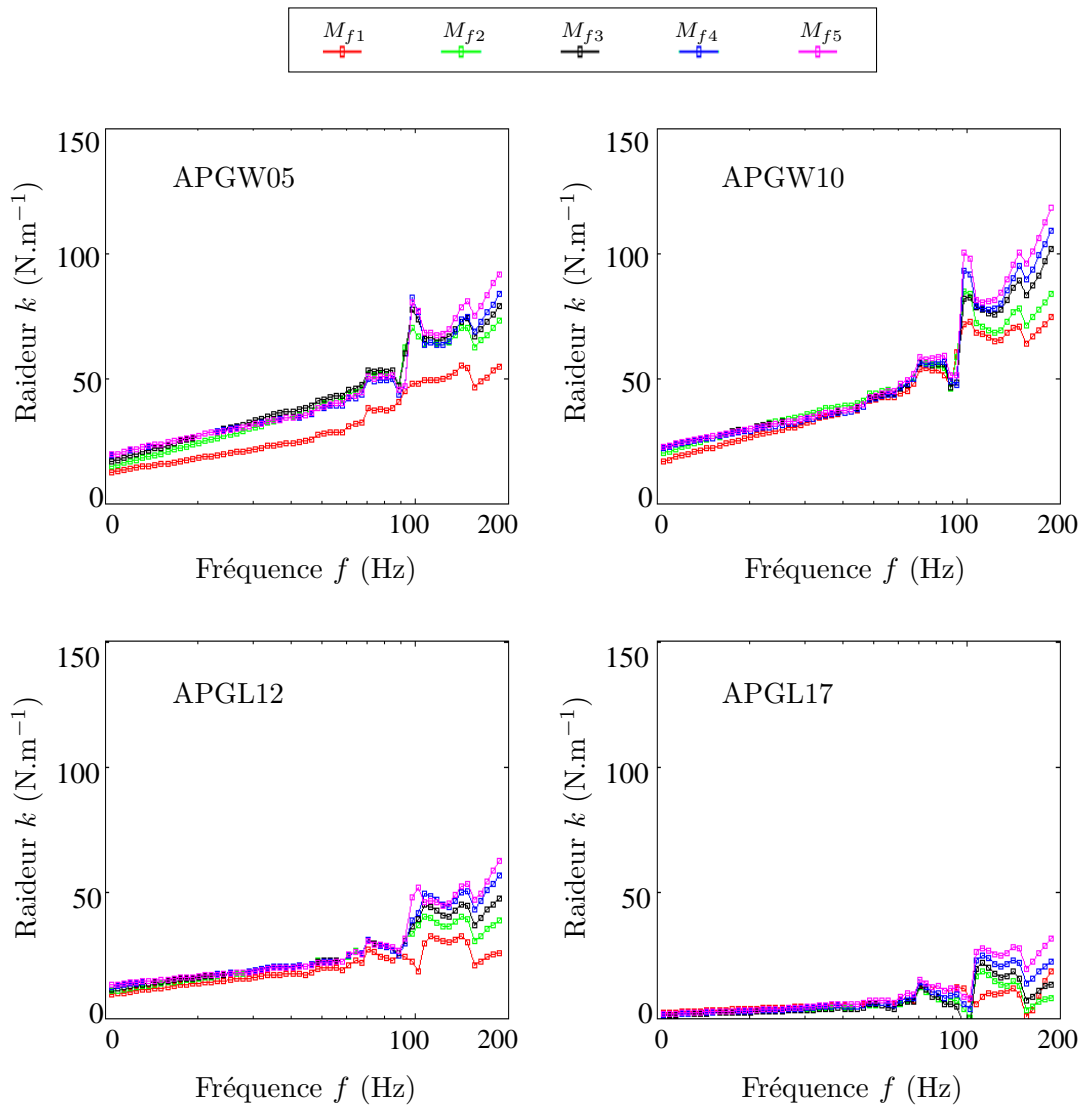 M_{f1} M_{f2} M_{f3} M_{f4} M_{f5}
150
100
50
0
Raideur k (N.m⁻¹)
APGW05
0 100 200
Fréquence f (Hz)
150
100
50
0
Raideur k (N.m⁻¹)
APGW10
0 100 200
Fréquence f (Hz)
150
100
50
0
Raideur k (N.m⁻¹)
APGL12
0 100 200
Fréquence f (Hz)
150
100
50
0
Raideur k (N.m⁻¹)
APGL17
0 100 200
Fréquence f (Hz)